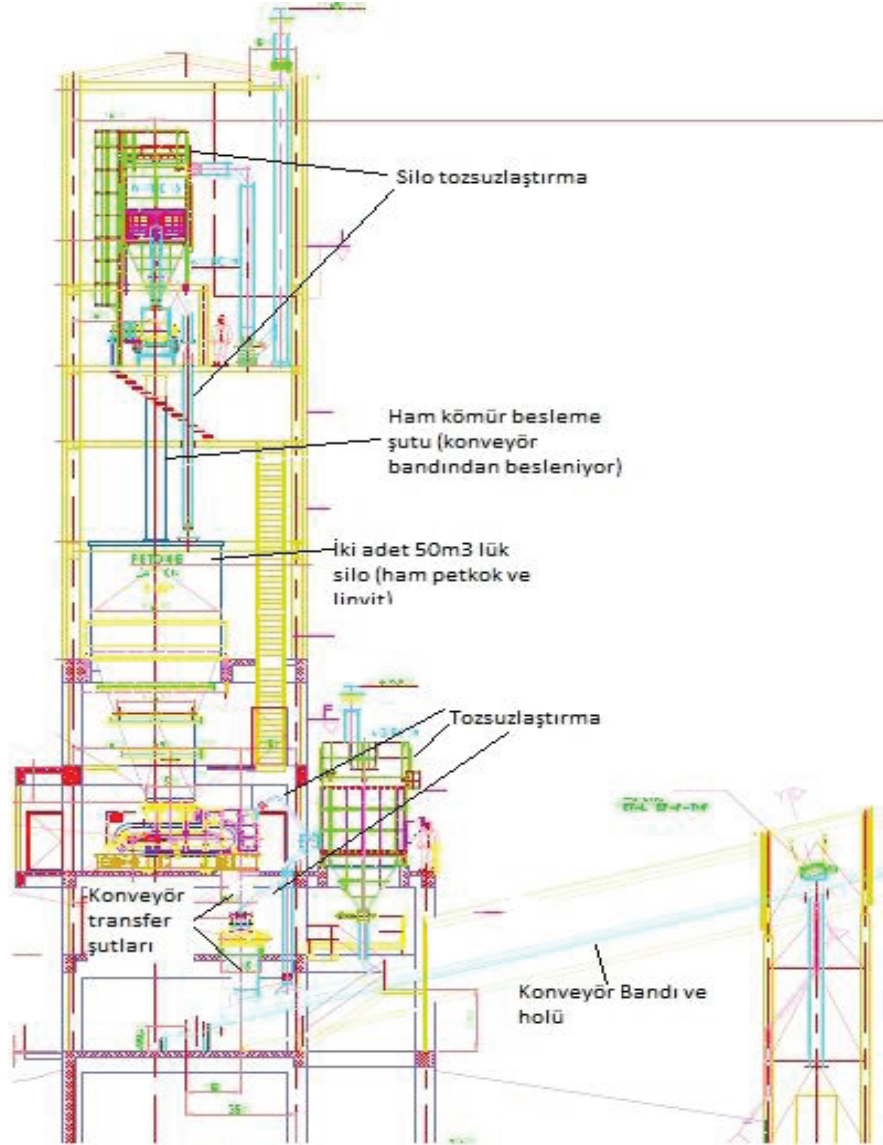 Silo tozsuzlaştırma
Ham kömür besleme
şutu (konveyör
bandından besleniyor)
İki adet 50m3 lük
silo (ham petkok ve
linyit)
Tozsuzlaştırma
Konveyör
transfer
şutları
Konveyör Bandı ve
holü